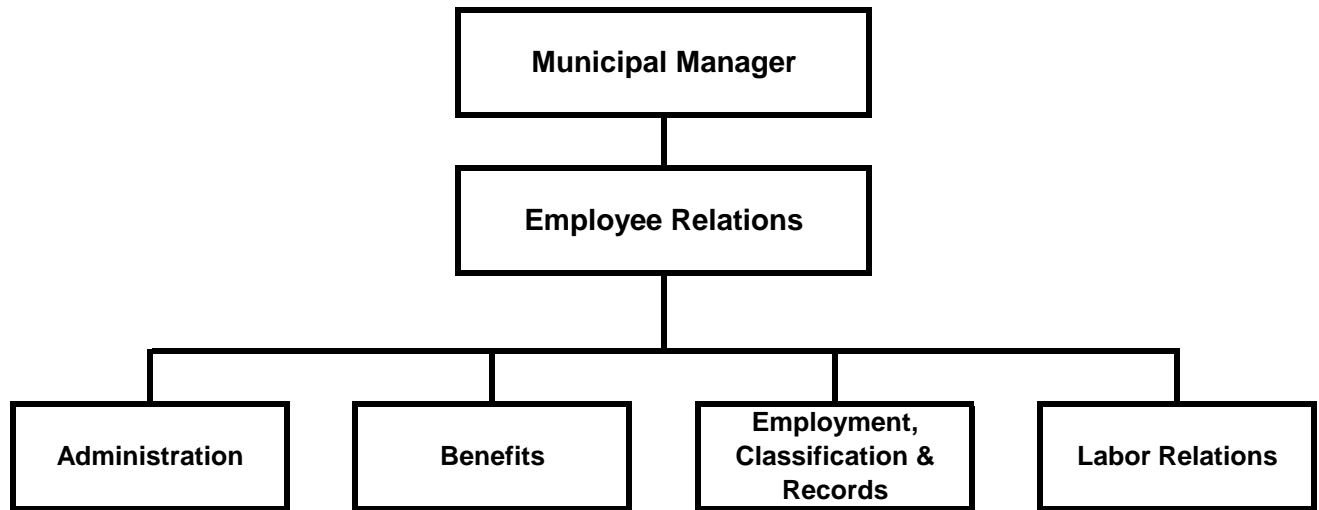 Municipal Manager
Employee Relations
Administration
Benefits
Employment,
Classification &
Records
Labor Relations